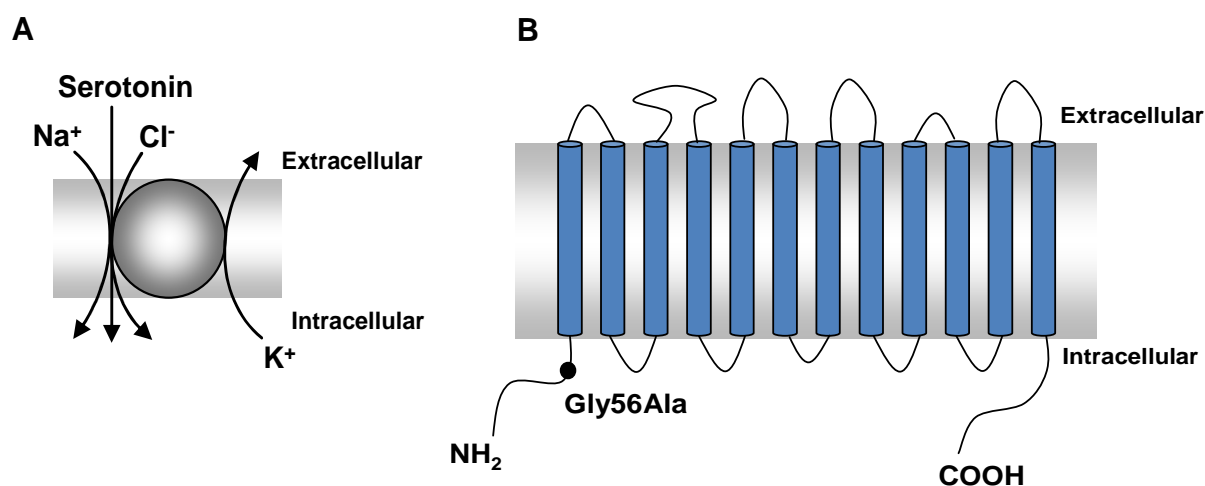 A
Serotonin
Na⁺ Cl⁻
Extracellular
Intracellular
K⁺
B
Extracellular
Intracellular
Gly56Ala
NH₂
COOH